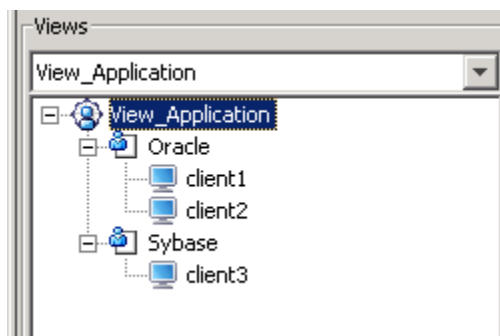 Views
View_Application
View_Application
Oracle
client1
client2
Sybase
client3